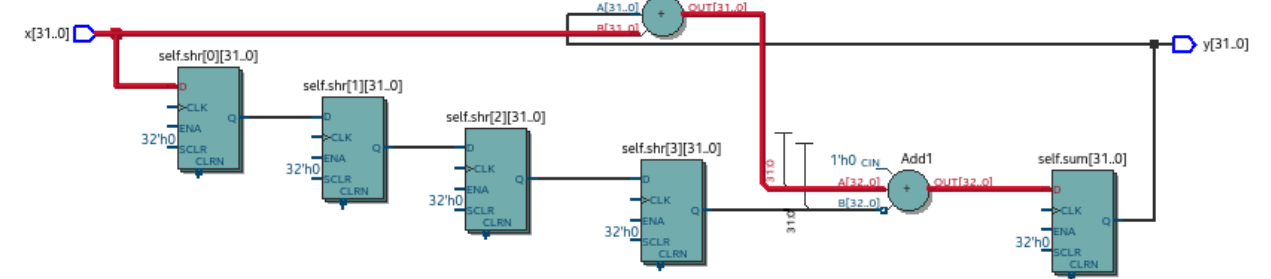 A[31..0]
OUT[31..0]
+
x[31..0]
B[31..0]
y[31..0]
self.shr[0][31..0]
D
CLK
Q
ENA
32'h0
SCLR
CLRN
self.shr[1][31..0]
D
CLK
Q
ENA
32'h0
SCLR
CLRN
self.shr[2][31..0]
D
CLK
Q
ENA
32'h0
SCLR
CLRN
self.shr[3][31..0]
D
CLK
Q
ENA
32'h0
SCLR
CLRN
31:0
31:0
1'h0 CIN
Add1
A[32..0]
OUT[32..0]
+
B[32..0]
self.sum[31..0]
D
CLK
Q
ENA
32'h0
SCLR
CLRN